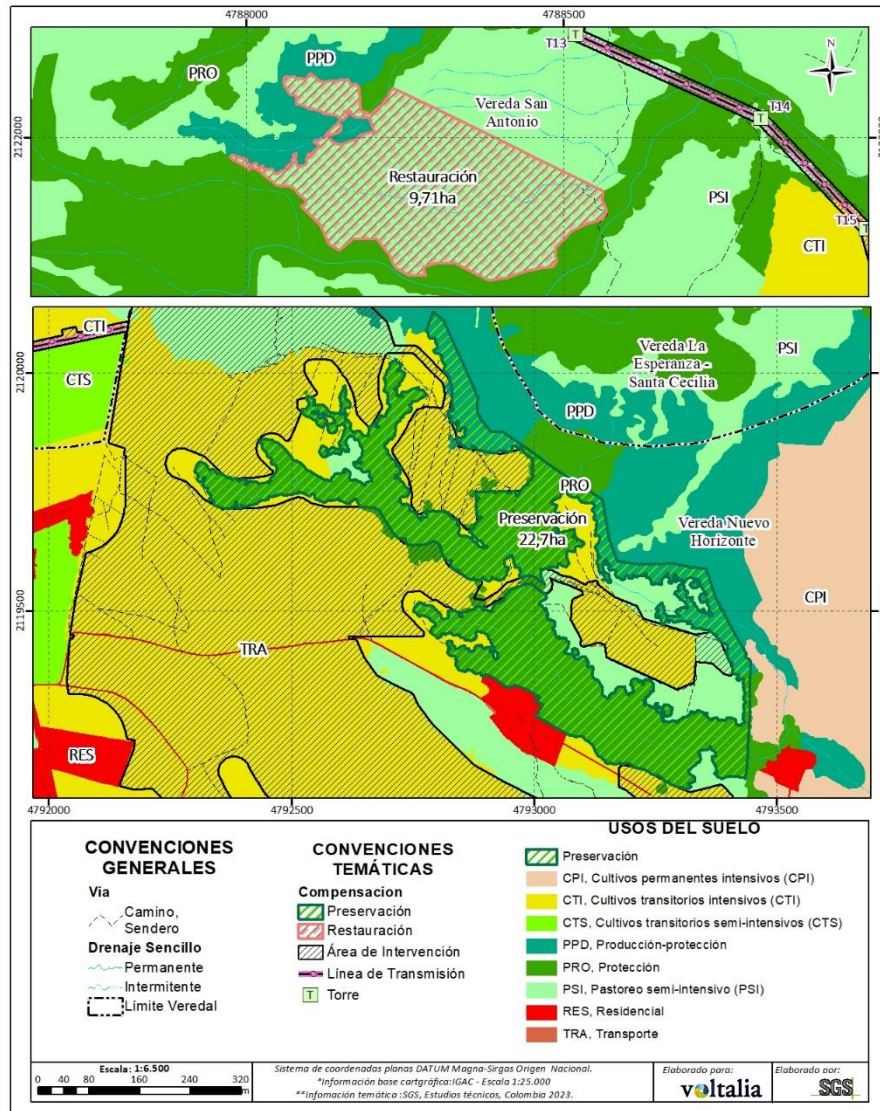 4788000
4788500
T13
PPD
PRO
N
T14
Vereda San
Antonio
2122000
Restauración
9,71ha
PSI
T15
CTI
T
T
T
CTI
CTS
2120000
Vereda La
Esperanza -
Santa Cecilia
PSI
PPD
PRO
Preservación
22,7ha
Vereda Nuevo
Horizonte
2119500
CPI
TRA
RES
4792000
4792500
4793000
4793500
CONVENCIONES
GENERALES
Via
Camino,
Sendero
Drenaje Sencillo
Permanente
Intermitente
Límite Veredal
CONVENCIONES
TEMÁTICAS
Compensacion
Preservación
Restauración
Área de Intervención
Línea de Transmisión
T Torre
USOS DEL SUELO
Preservación
CPI, Cultivos permanentes intensivos (CPI)
CTI, Cultivos transitorios intensivos (CTI)
CTS, Cultivos transitorios semi-intensivos (CTS)
PPD, Producción-protección
PRO, Protección
PSI, Pastoreo semi-intensivo (PSI)
RES, Residencial
TRA, Transporte
Escala: 1:6.500
0 40 80 160 240 320
m
Sistema de coordenadas planas DATUM Magna-Sirgas Origen Nacional.
*Información base cartgráfica:IGAC - Escala 1:25.000
**Infomación temática :SGS, Estudios técnicos, Colombia 2023.
Elaborado para:
voltalia
Elaborado por:
SGS